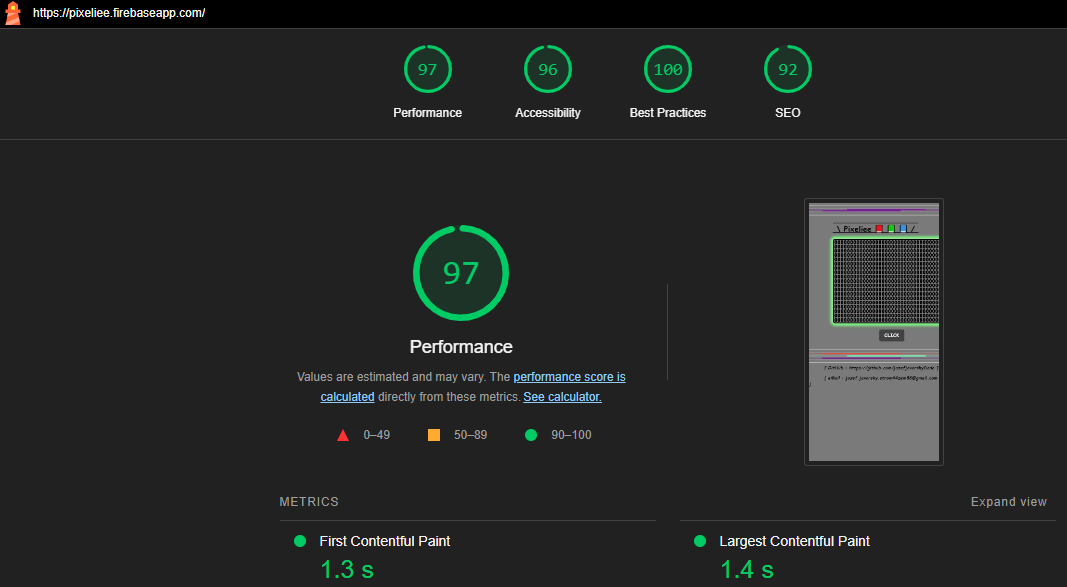 https://pixeliee.firebaseapp.com/
97 96 100 92
Performance Accessibility Best Practices SEO
97
Performance
Values are estimated and may vary. The performance score is
calculated directly from these metrics. See calculator.
0–49 50–89 90–100
\ Pixeliee /
CLICK
METRICS Expand view
First Contentful Paint Largest Contentful Paint
1.3 s 1.4 s